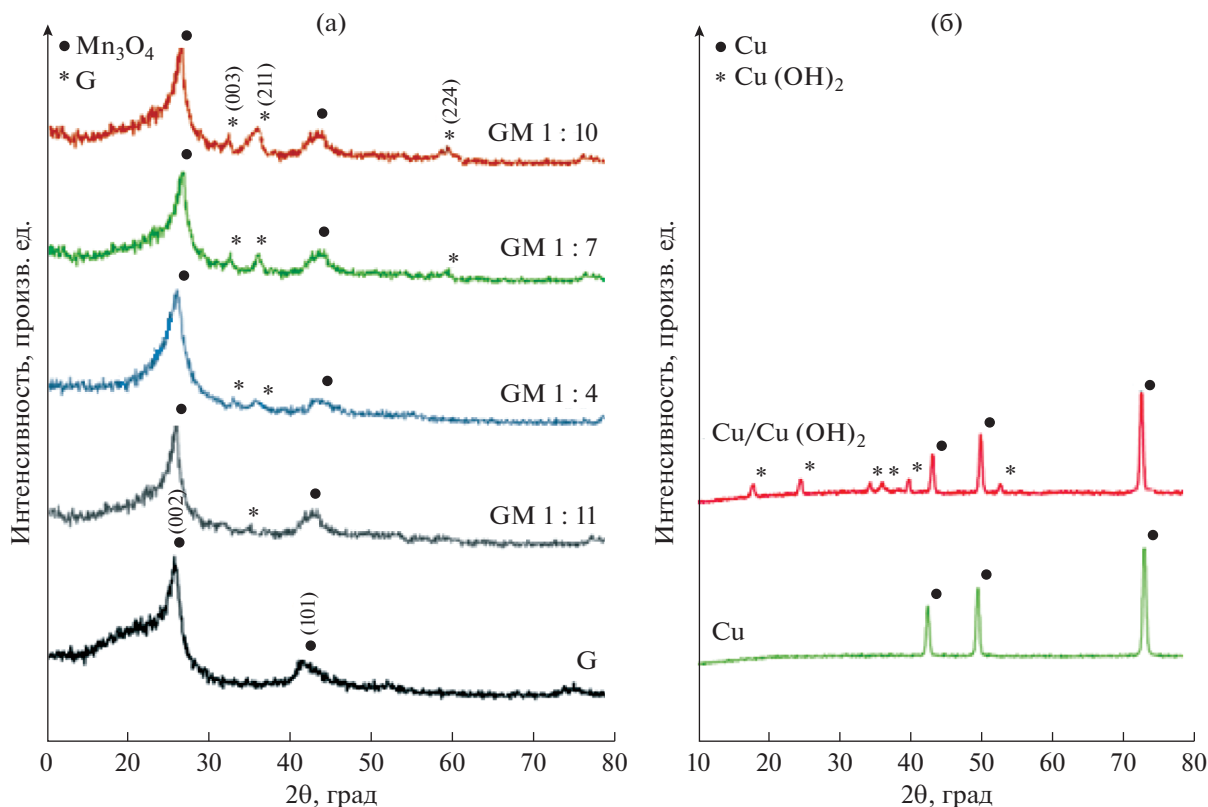 (а)
● Mn₃O₄
* G
* (003)
* (211)
* (224)
GM 1 : 10
GM 1 : 7
GM 1 : 4
GM 1 : 11
(002)
(101)
G
Интенсивность, произв. ед.
0 20 30 40 50 60 70 80
2θ, град
(б)
● Cu
* Cu (OH)₂
Cu/Cu (OH)₂
Cu
Интенсивность, произв. ед.
10 20 30 40 50 60 70 80
2θ, град